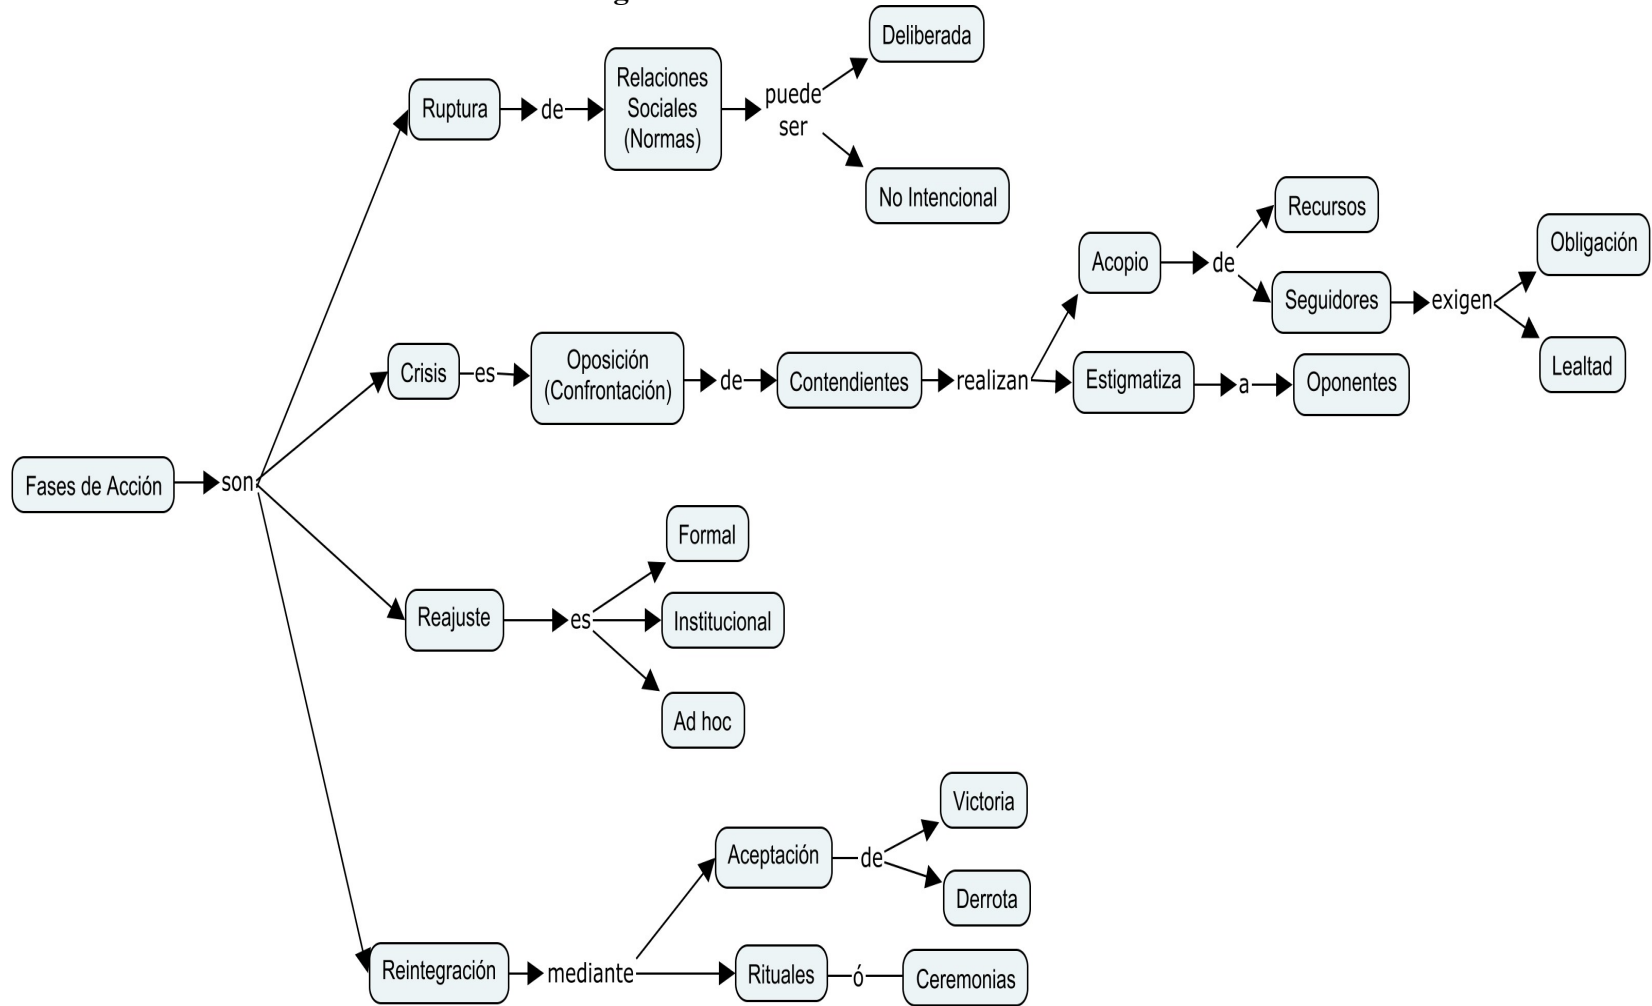 Deliberada
Ruptura
de
Relaciones
Sociales
(Normas)
puede
ser
No Intencional
Recursos
Obligación
Acopio
de
Seguidores
exigen
Lealtad
Crisis
es
Oposición
(Confrontación)
de
Contendientes
realizan
Estigmatiza
a
Oponentes
Fases de Acción
son
Formal
Reajuste
es
Institucional
Ad hoc
Victoria
Aceptación
de
Derrota
Reintegración
mediante
Rituales
ó
Ceremonias